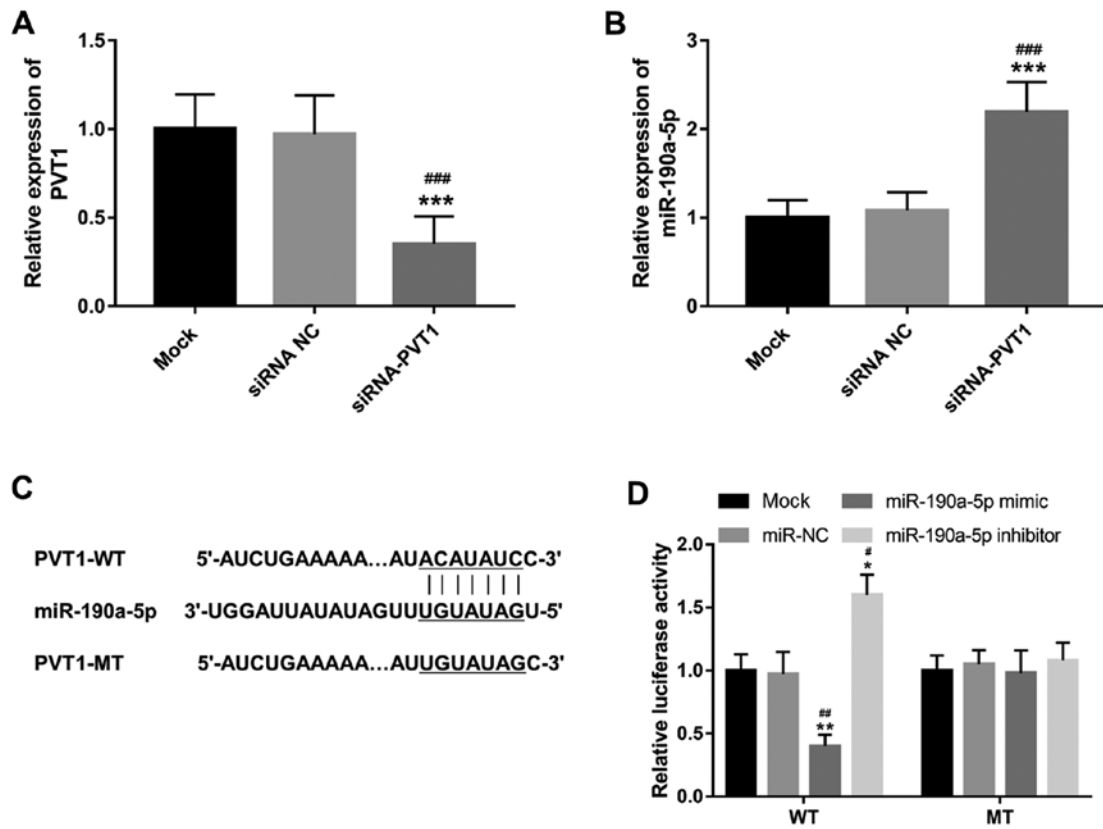 A
Relative expression of
PVT1
1.5
1.0
0.5
0.0
###
***
Mock
siRNA NC
siRNA-PVT1
B
Relative expression of
miR-190a-5p
3
2
1
0
###
***
Mock
siRNA NC
siRNA-PVT1
C
PVT1-WT 5'-AUCUGAAAAA...AUACAUAUCC-3'
miR-190a-5p 3'-UGGAUUAUAUAGUUUGUAUAGU-5'
PVT1-MT 5'-AUCUGAAAAA...AUUGUAUAGC-3'
D
Mock miR-190a-5p mimic
miR-NC miR-190a-5p inhibitor
Relative luciferase activity
2.0
1.5
1.0
0.5
0.0
##
**
#
*
WT MT